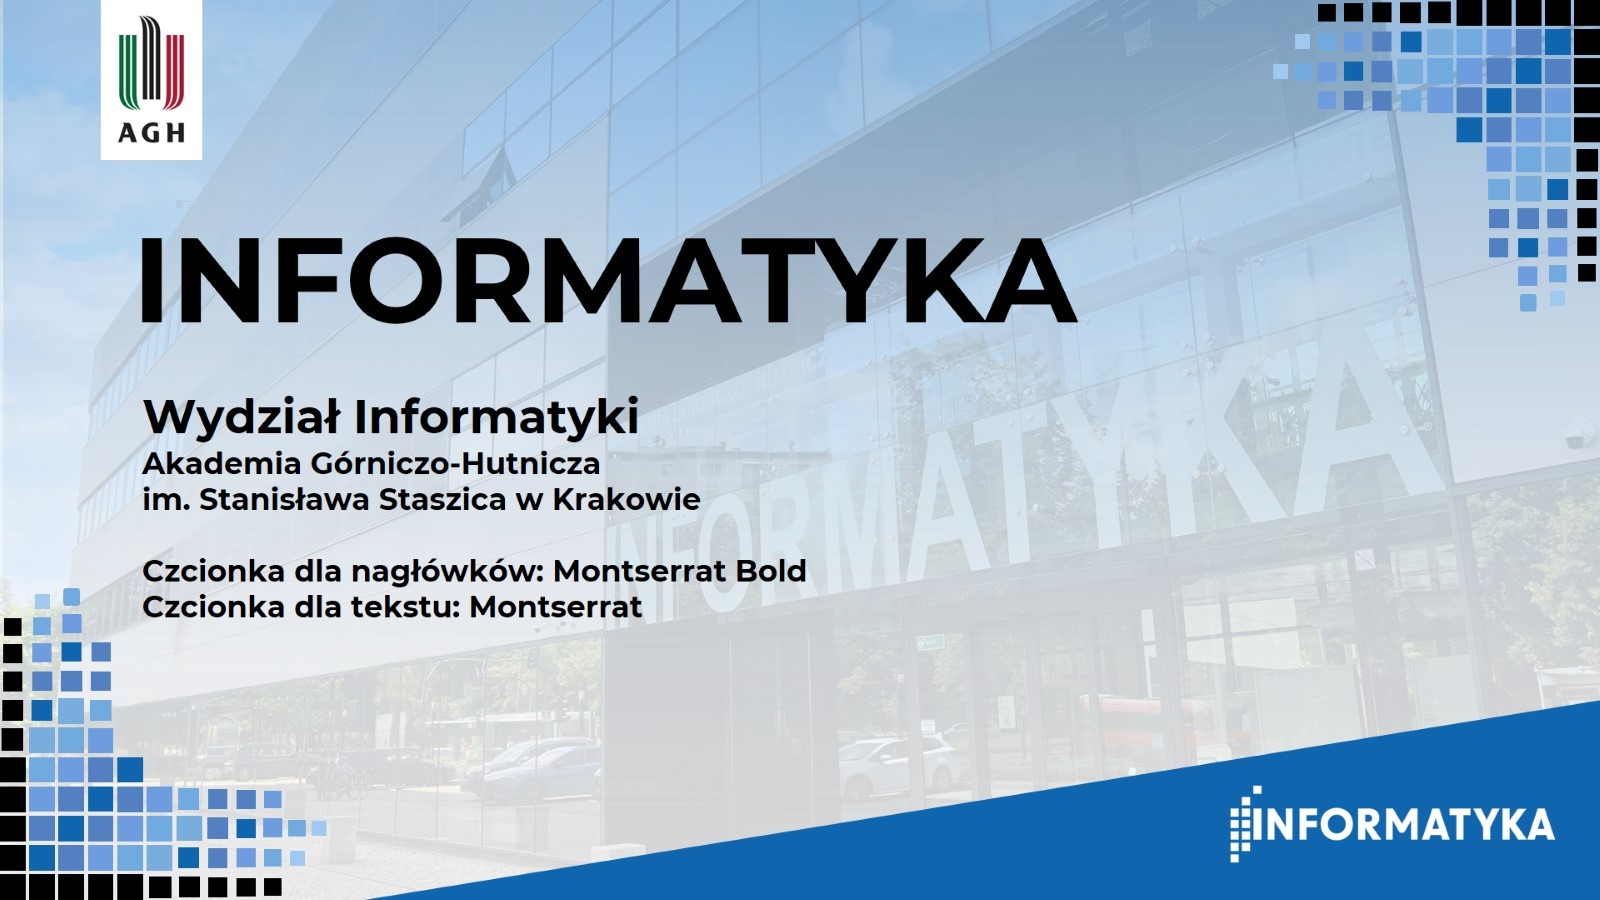 AGH
INFORMATYKA
Wydział Informatyki
Akademia Górniczo-Hutnicza
im. Stanisława Staszica w Krakowie
INFORMATYKA
Czcionka dla nagłówków: Montserrat Bold
Czcionka dla tekstu: Montserrat
INFORMATYKA